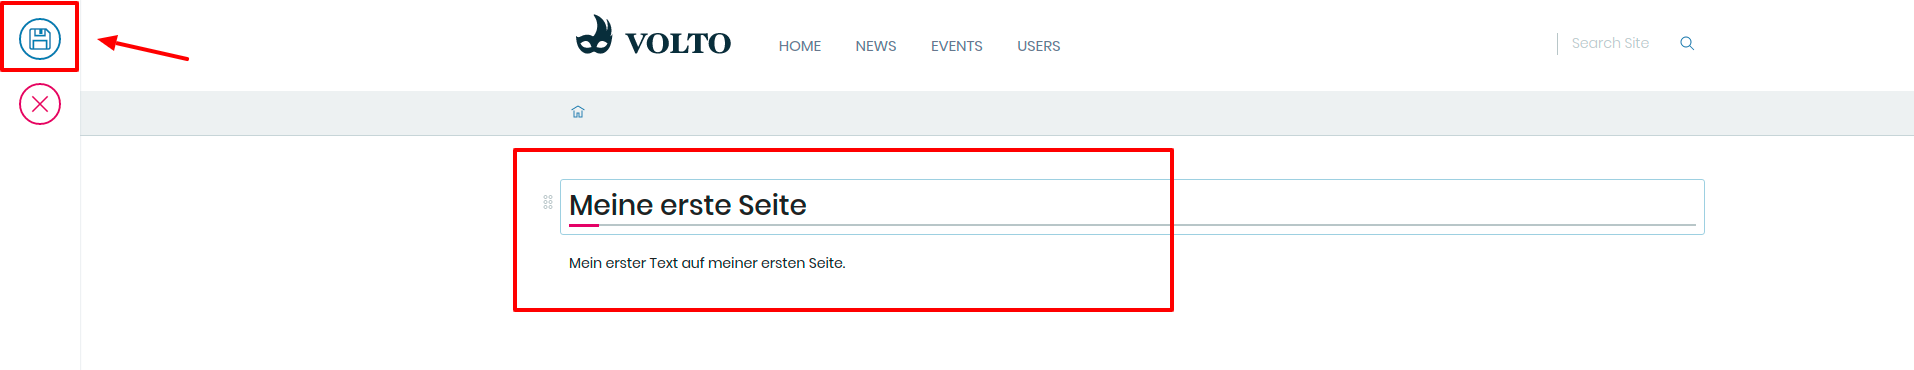 VOLTO
HOME NEWS EVENTS USERS
Search Site
Meine erste Seite
Mein erster Text auf meiner ersten Seite.